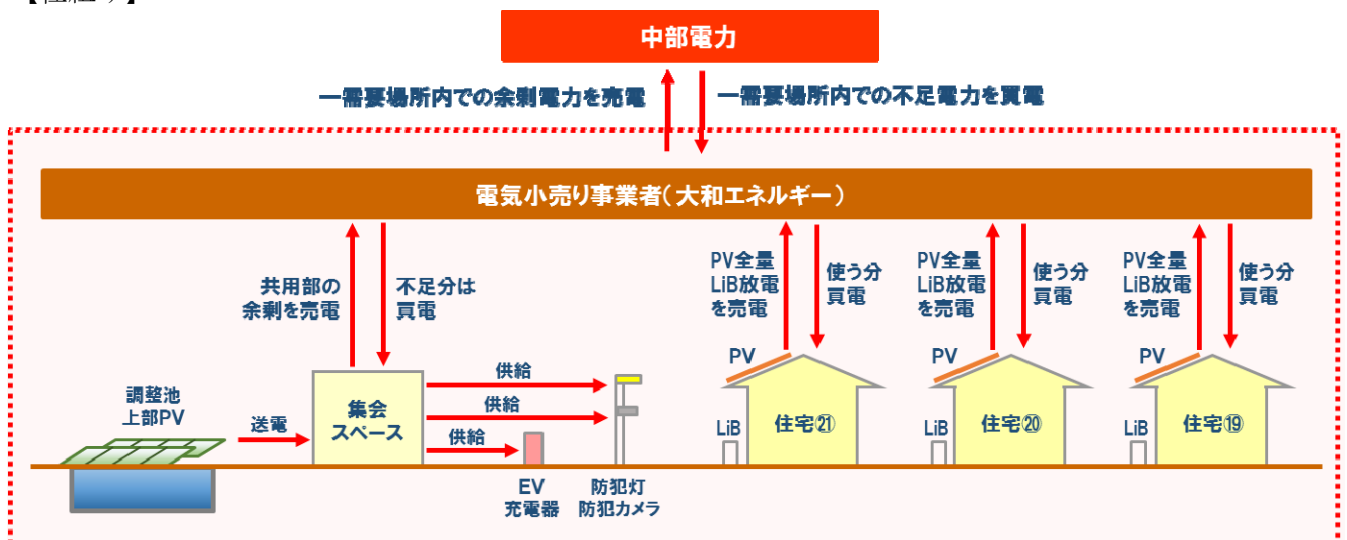 【仕組み】
中部電力
一需要場所内での余剰電力を売電
一需要場所内での不足電力を買電
電気小売り事業者(大和エネルギー)
共用部の
余剰を売電
不足分は
買電
PV全量
LiB放電
を売電
使う分
買電
PV全量
LiB放電
を売電
使う分
買電
PV全量
LiB放電
を売電
使う分
買電
調整池
上部PV
送電
集会
スペース
供給
供給
供給
EV
充電器
防犯灯
防犯カメラ
PV
LiB
住宅㉑
PV
LiB
住宅⑳
PV
LiB
住宅⑲